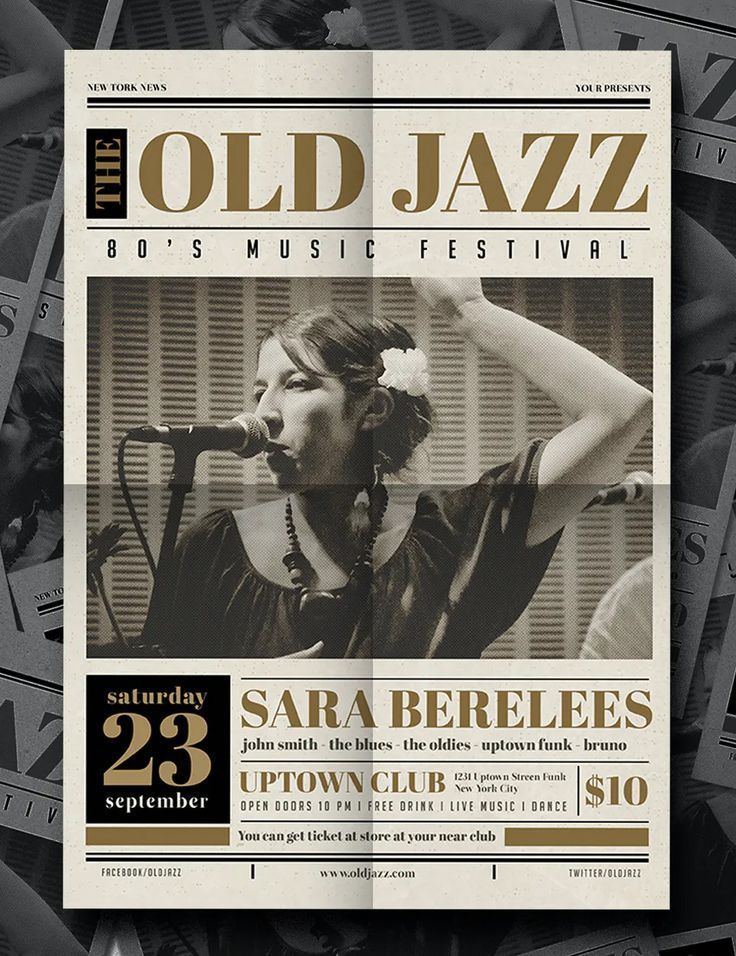 NEW TORK NEWS
YOUR PRESENTS
THE
OLD JAZZ
80'S MUSIC FESTIVAL
saturday
23
september
SARA BERELEES
john smith - the blues - the oldies - uptown funk - bruno
UPTOWN CLUB
1231 Uptown Streen Funk
New York City
$10
OPEN DOORS 10 PM | FREE DRINK | LIVE MUSIC | DANCE
You can get ticket at store at your near club
FACEBOOK/OLDJAZZ
www.oldjazz.com
TWITTER/OLDJAZZ